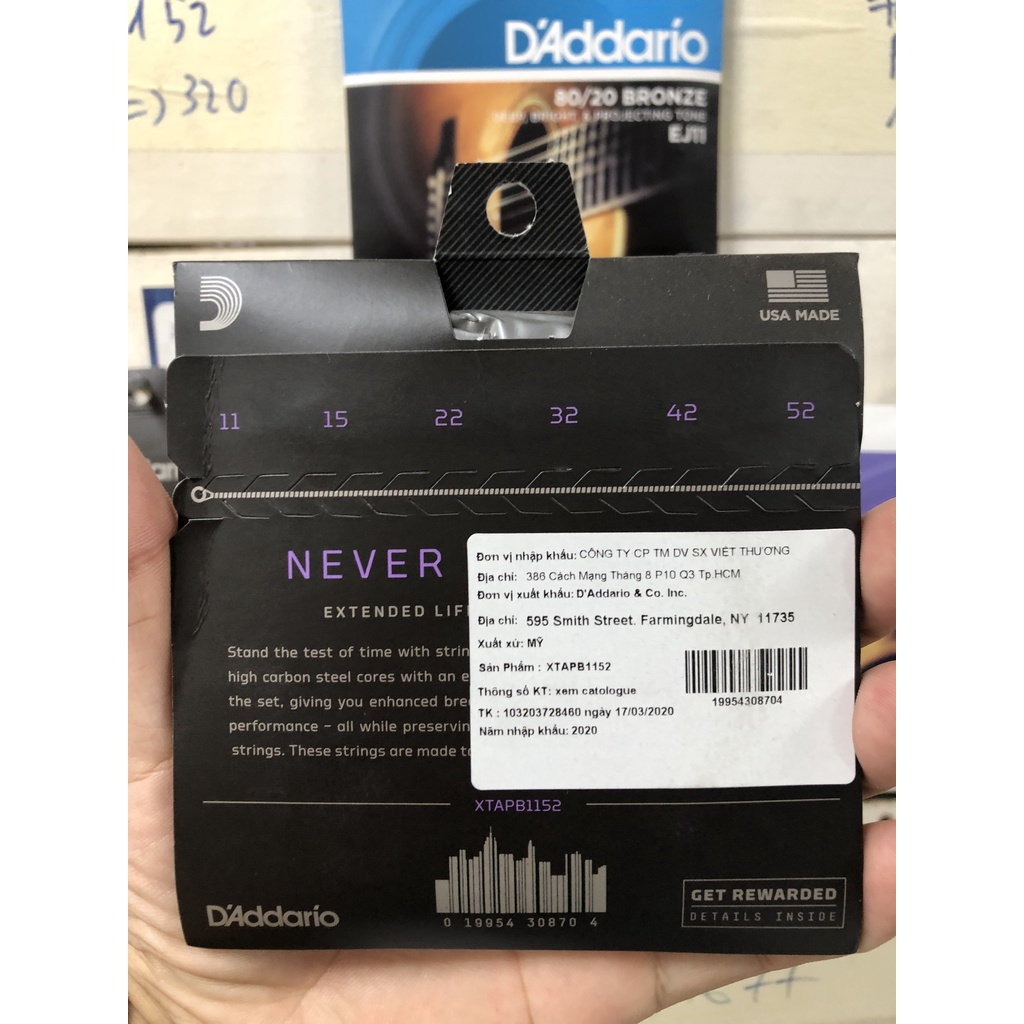 152
=> 320
D'Addario
80/20 BRONZE
BRIGHT, & PROJECTING TONE
EJ11
USA MADE
11 15 22 32 42 52
NEVER
EXTENDED LIF
Stand the test of time with strin
high carbon steel cores with an e
the set, giving you enhanced bre
performance – all while preservin
strings. These strings are made to
Đơn vị nhập khẩu: CÔNG TY CP TM DV SX VIỆT THƯƠNG
Địa chỉ: 386 Cách Mạng Tháng 8 P10 Q3 Tp.HCM
Đơn vị xuất khẩu: D'Addario & Co. Inc.
Địa chỉ: 595 Smith Street. Farmingdale, NY 11735
Xuất xứ: MỸ
Sản Phẩm : XTAPB1152
Thông số KT: xem catologue
TK : 103203728460 ngày 17/03/2020
Năm nhập khẩu: 2020
19954308704
XTAPB1152
D'Addario
0 19954 30870 4
GET REWARDED
DETAILS INSIDE